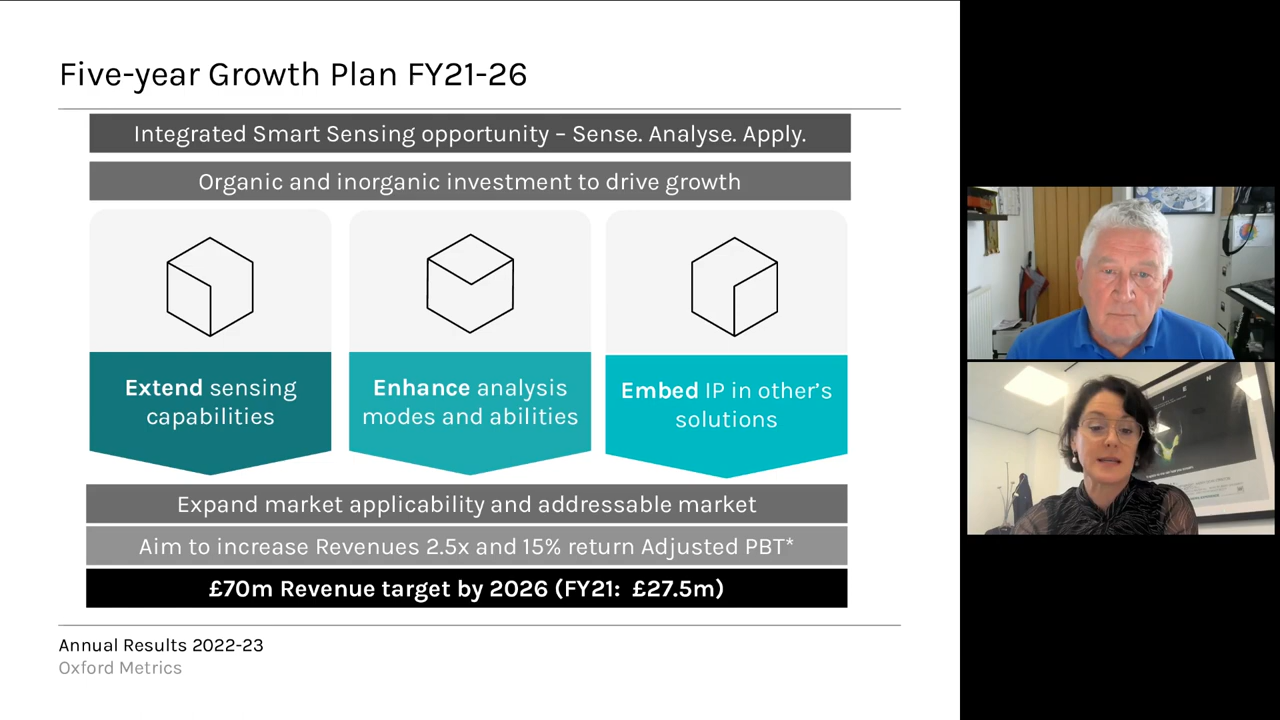 Five-year Growth Plan FY21-26
Integrated Smart Sensing opportunity – Sense. Analyse. Apply.
Organic and inorganic investment to drive growth
Extend sensing
capabilities
Enhance analysis
modes and abilities
Embed IP in other's
solutions
Expand market applicability and addressable market
Aim to increase Revenues 2.5x and 15% return Adjusted PBT*
£70m Revenue target by 2026 (FY21: £27.5m)
Annual Results 2022-23
Oxford Metrics